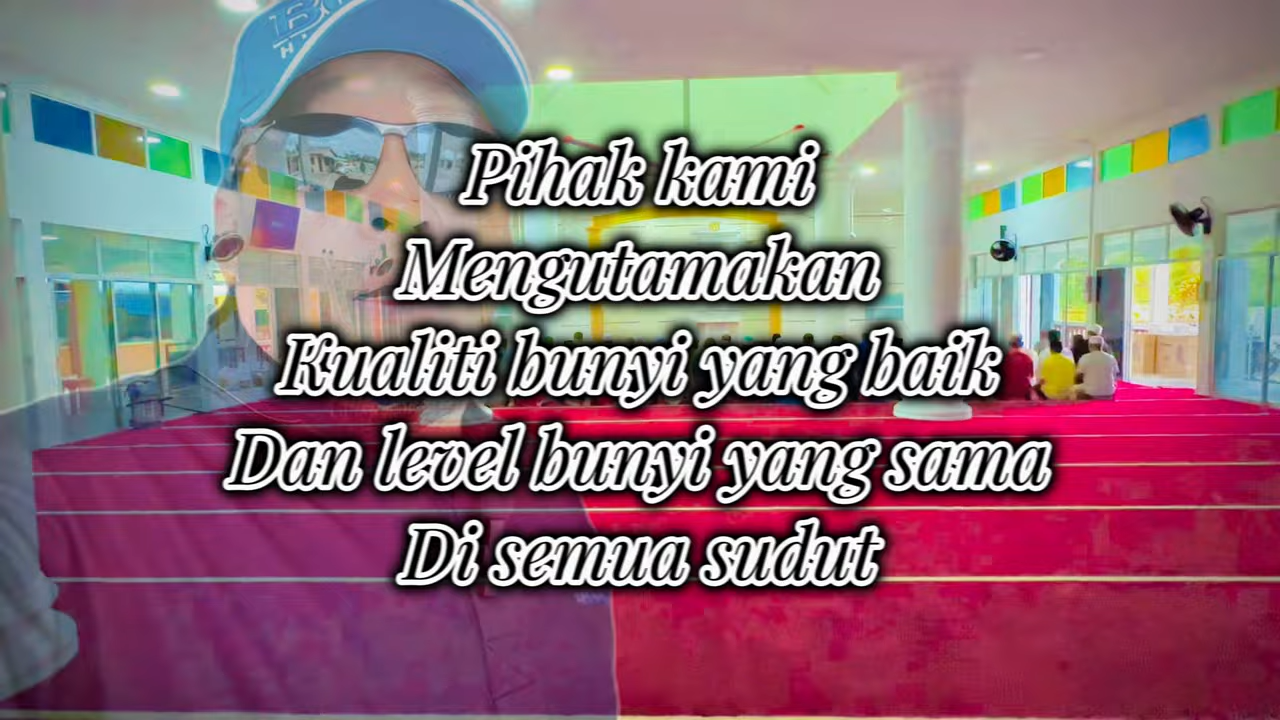 Pihak kami
Mengutamakan
Kualiti bunyi yang baik
Dan level bunyi yang sama
Di semua sudut